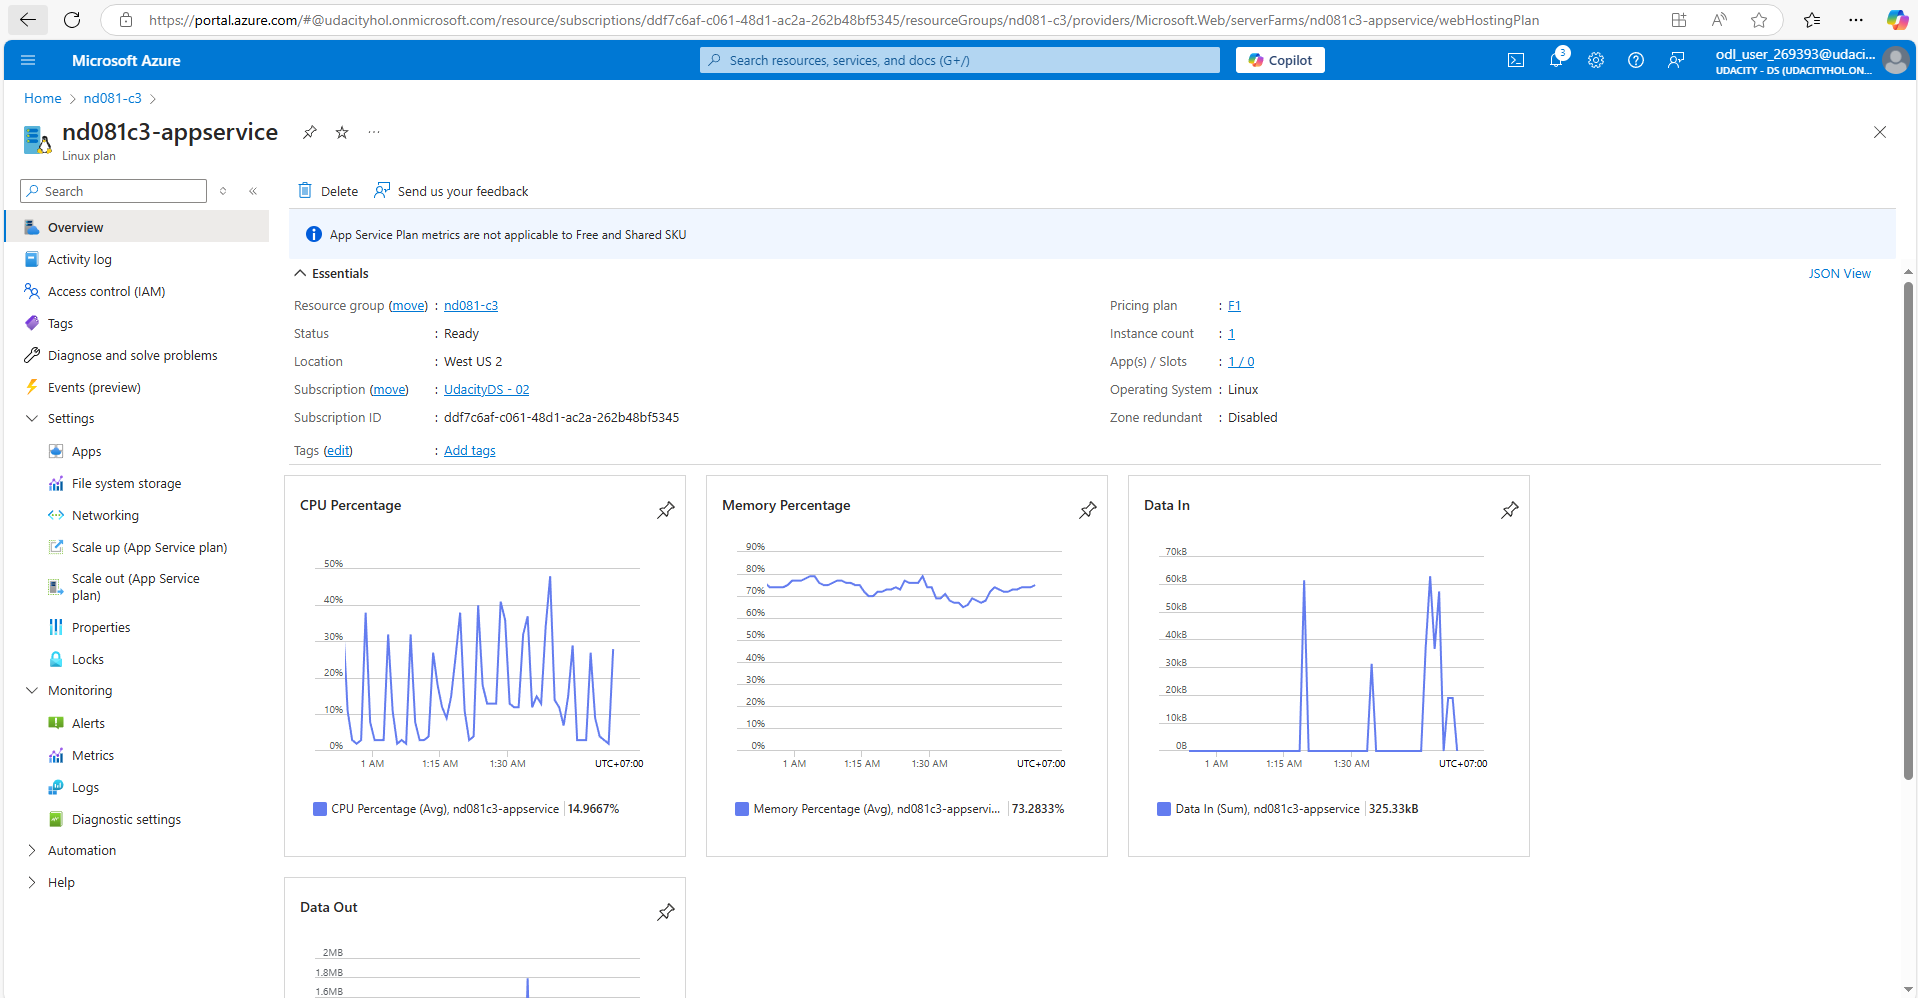 https://portal.azure.com/#@udacityhol.onmicrosoft.com/resource/subscriptions/ddf7c6af-c061-48d1-ac2a-262b48bf5345/resourceGroups/nd081-c3/providers/Microsoft.Web/serverFarms/nd081c3-appservice/webHostingPlan
Microsoft Azure
Search resources, services, and docs (G+/)
Copilot
3
odl_user_269393@udaci...
UDACITY - DS (UDACITYHOL.ON...
Home > nd081-c3 >
nd081c3-appservice
Linux plan
Search
Delete
Send us your feedback
Overview
Activity log
Access control (IAM)
Tags
Diagnose and solve problems
Events (preview)
Settings
Apps
File system storage
Networking
Scale up (App Service plan)
Scale out (App Service
plan)
Properties
Locks
Monitoring
Alerts
Metrics
Logs
Diagnostic settings
Automation
Help
App Service Plan metrics are not applicable to Free and Shared SKU
Essentials
JSON View
Resource group (move) : nd081-c3
Status : Ready
Location : West US 2
Subscription (move) : UdacityDS - 02
Subscription ID : ddf7c6af-c061-48d1-ac2a-262b48bf5345
Tags (edit) : Add tags
Pricing plan : F1
Instance count : 1
App(s) / Slots : 1 / 0
Operating System : Linux
Zone redundant : Disabled
CPU Percentage
50%
40%
30%
20%
10%
0%
1 AM 1:15 AM 1:30 AM UTC+07:00
CPU Percentage (Avg), nd081c3-appservice 14.9667%
Memory Percentage
90%
80%
70%
60%
50%
40%
30%
20%
10%
0%
1 AM 1:15 AM 1:30 AM UTC+07:00
Memory Percentage (Avg), nd081c3-appservi... 73.2833%
Data In
70kB
60kB
50kB
40kB
30kB
20kB
10kB
0B
1 AM 1:15 AM 1:30 AM UTC+07:00
Data In (Sum), nd081c3-appservice 325.33kB
Data Out
2MB
1.8MB
1.6MB